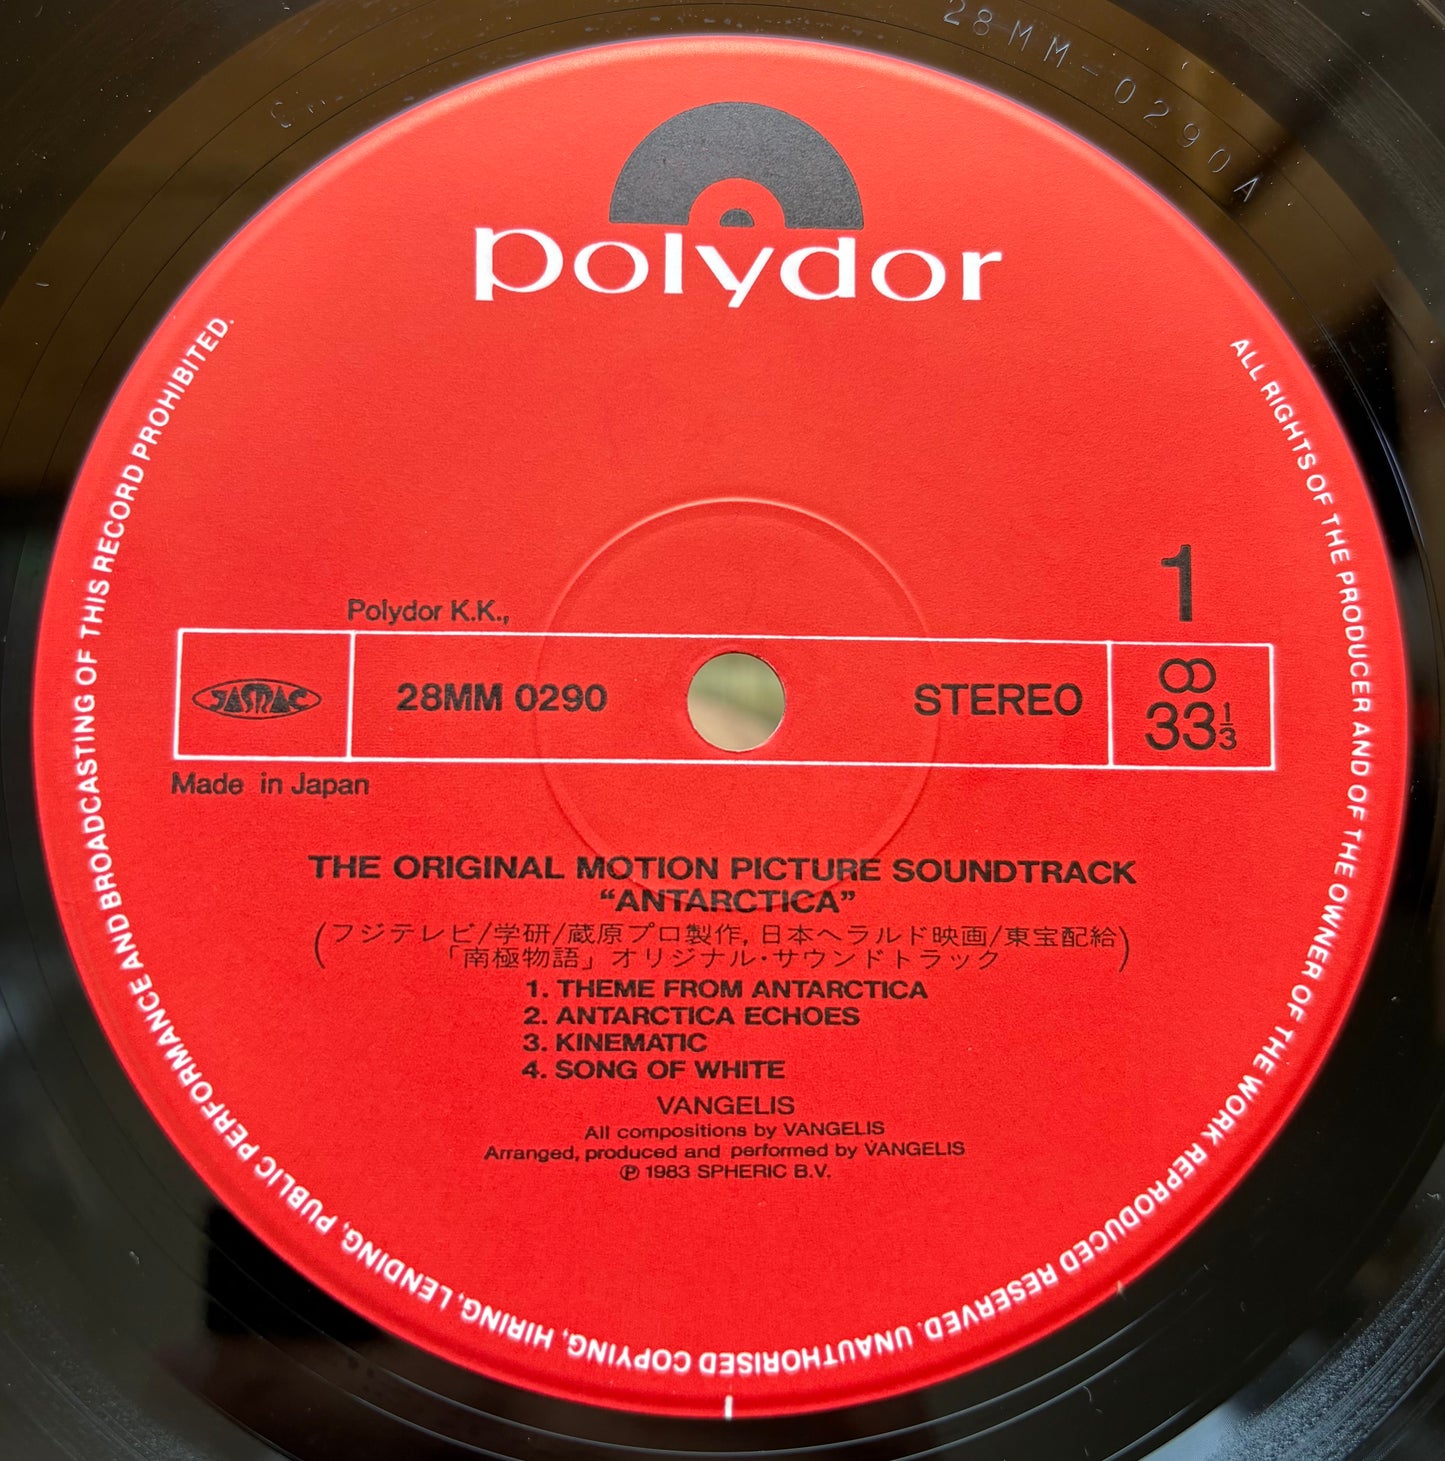 28MM-0290A
polydor
ALL RIGHTS OF THE PRODUCER AND OF THE OWNER OF THE WORK REPRODUCED RESERVED. UNAUTHORISED COPYING, HIRING, LENDING, PUBLIC PERFORMANCE AND BROADCASTING OF THIS RECORD PROHIBITED.
1
Polydor K.K.,
JASRAC
28MM 0290
STEREO
33 1/3
Made in Japan
THE ORIGINAL MOTION PICTURE SOUNDTRACK
“ANTARCTICA”
(フジテレビ/学研/蔵原プロ製作, 日本ヘラルド映画/東宝配給)
「南極物語」オリジナル・サウンドトラック
1. THEME FROM ANTARCTICA
2. ANTARCTICA ECHOES
3. KINEMATIC
4. SONG OF WHITE
VANGELIS
All compositions by VANGELIS
Arranged, produced and performed by VANGELIS
℗ 1983 SPHERIC B.V.